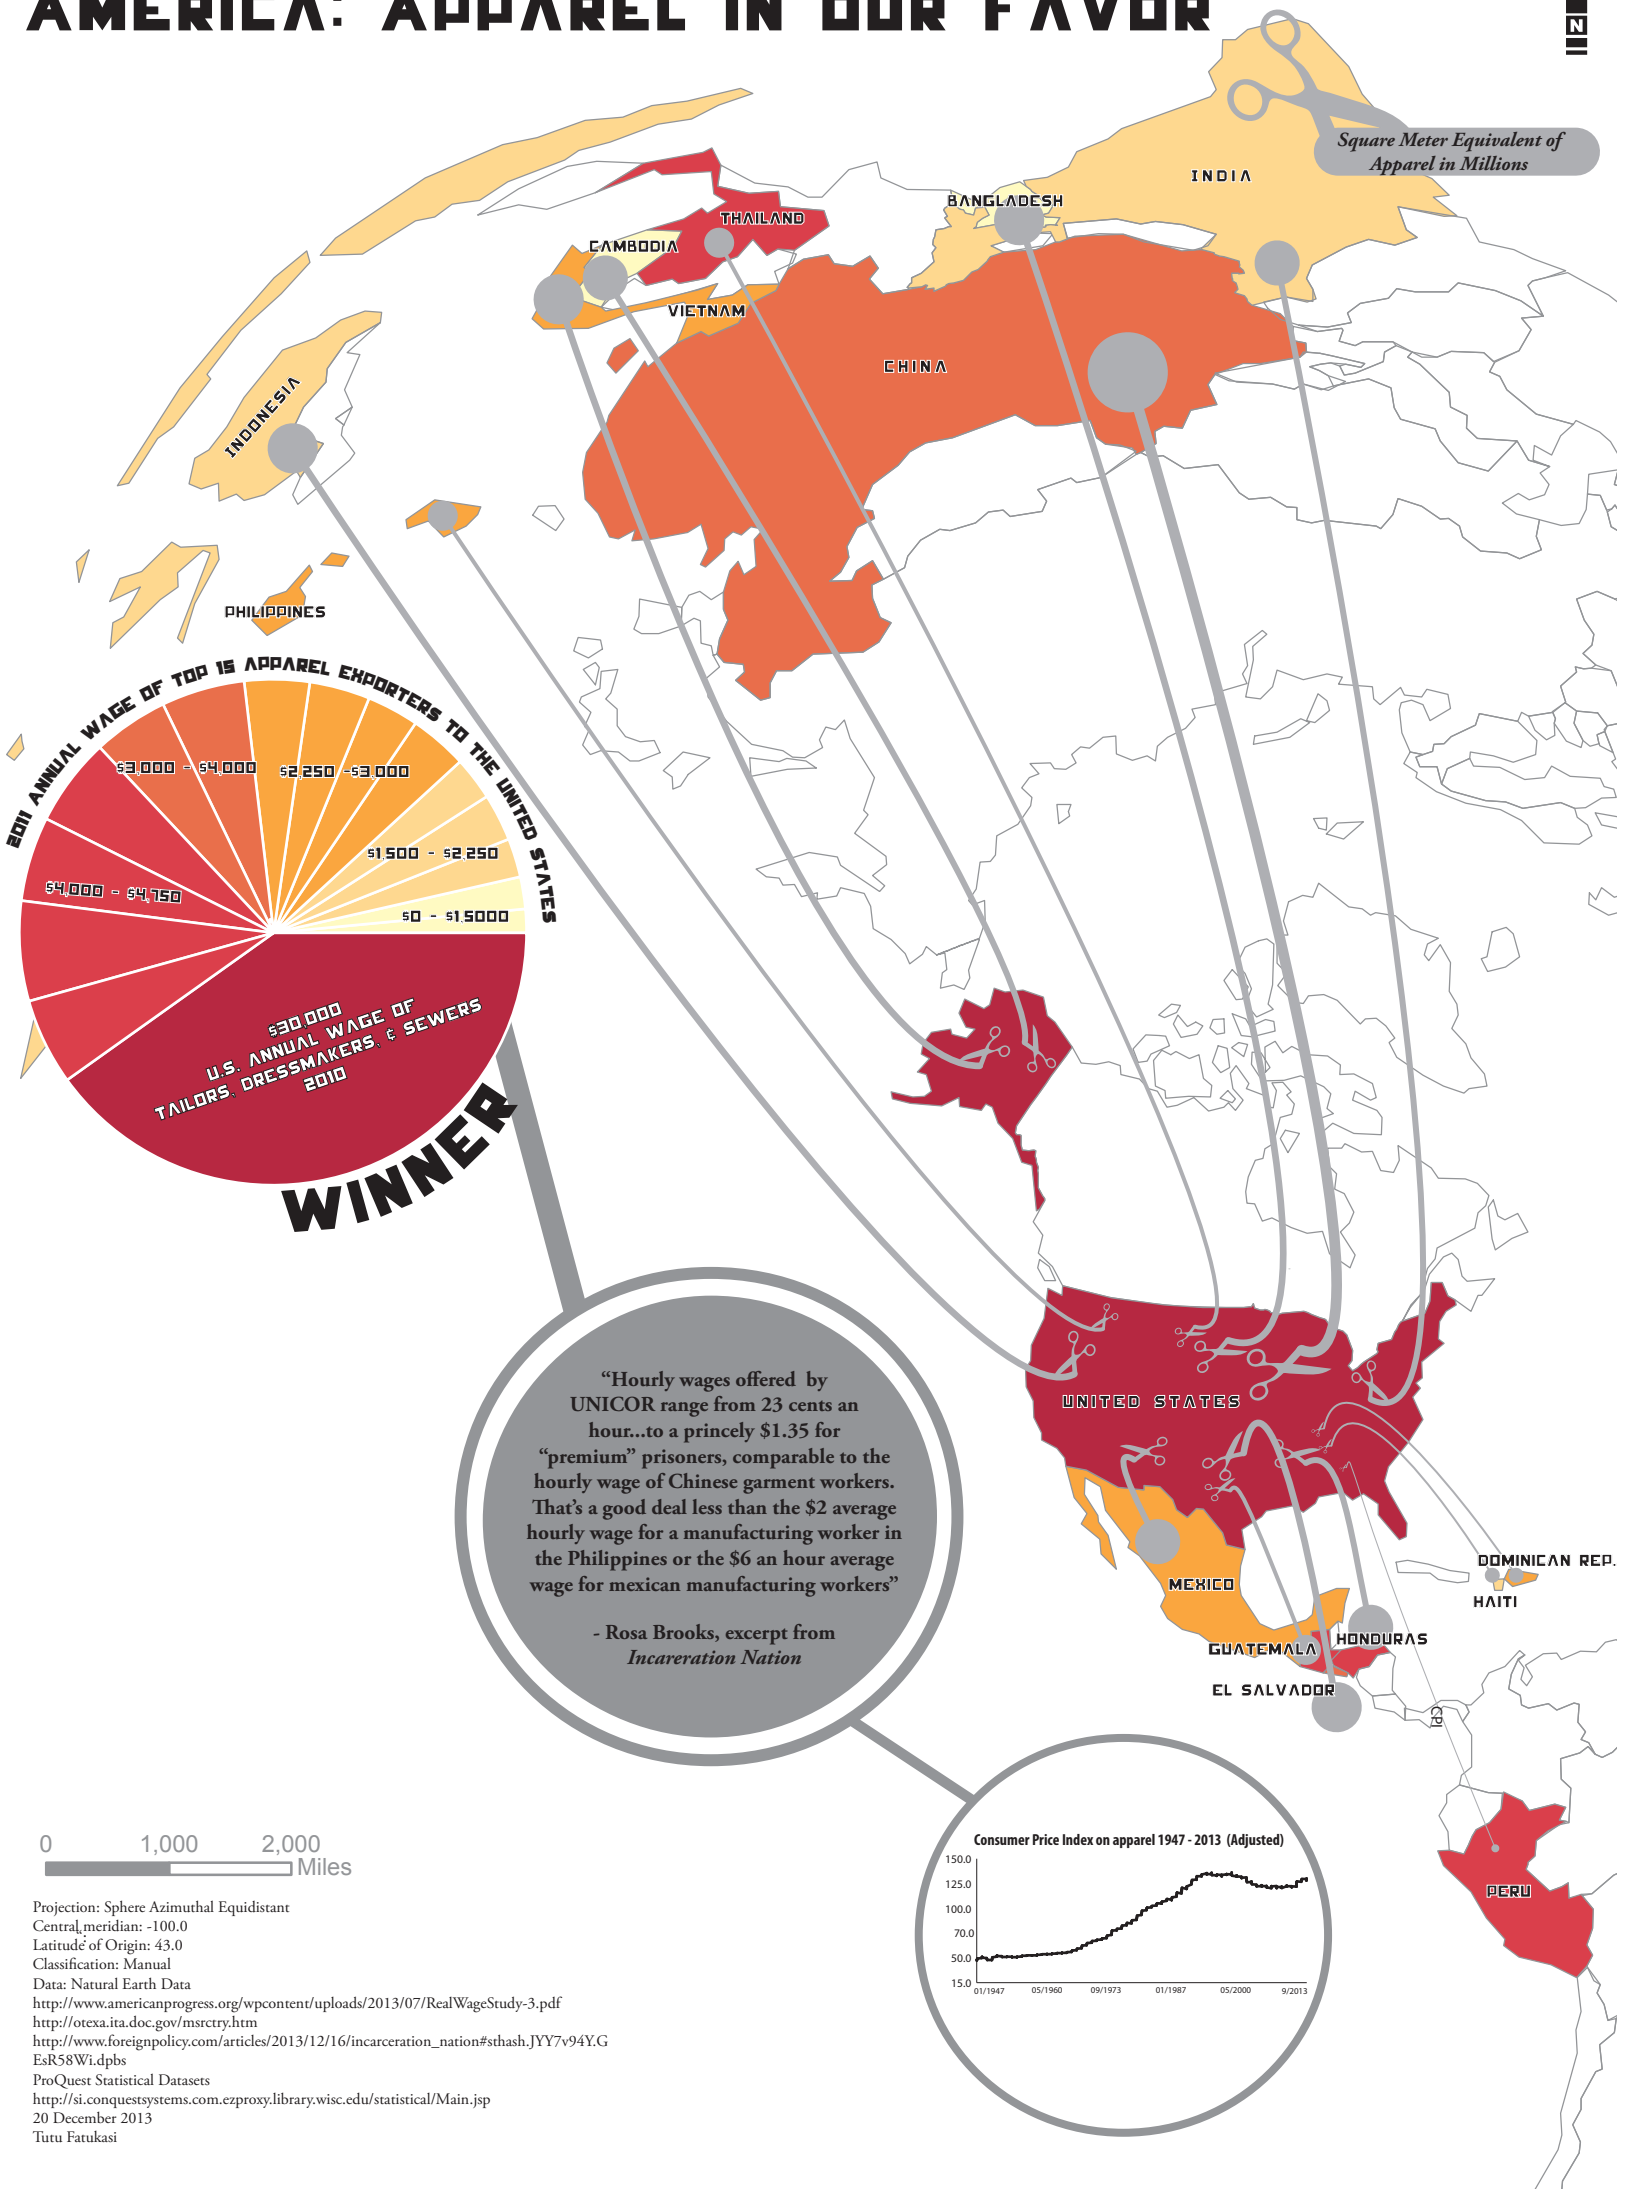 AMERICA: APPAREL IN OUR FAVOR
N
Square Meter Equivalent of
Apparel in Millions
INDIA
BANGLADESH
THAILAND
CAMBODIA
VIETNAM
CHINA
INDONESIA
PHILIPPINES
2011 ANNUAL WAGE OF TOP 15 APPAREL EXPORTERS TO THE UNITED STATES
$3,000 - $4,000
$2,250 -$3,000
$1,500 - $2,250
$4,000 - $4,750
$0 - $1,5000
$30,000
U.S. ANNUAL WAGE OF
TAILORS, DRESSMAKERS, & SEWERS
2010
WINNER
“Hourly wages offered by
UNICOR range from 23 cents an
hour...to a princely $1.35 for
“premium” prisoners, comparable to the
hourly wage of Chinese garment workers.
That’s a good deal less than the $2 average
hourly wage for a manufacturing worker in
the Philippines or the $6 an hour average
wage for mexican manufacturing workers”
- Rosa Brooks, excerpt from
Incareration Nation
UNITED STATES
MEXICO
DOMINICAN REP.
HAITI
GUATEMALA
HONDURAS
EL SALVADOR
CPI
PERU
Consumer Price Index on apparel 1947 - 2013 (Adjusted)
150.0
125.0
100.0
70.0
50.0
15.0
01/1947 05/1960 09/1973 01/1987 05/2000 9/2013
0 1,000 2,000
Miles
Projection: Sphere Azimuthal Equidistant
Central meridian: -100.0
Latitude of Origin: 43.0
Classification: Manual
Data: Natural Earth Data
http://www.americanprogress.org/wpcontent/uploads/2013/07/RealWageStudy-3.pdf
http://otexa.ita.doc.gov/msrctry.htm
http://www.foreignpolicy.com/articles/2013/12/16/incarceration_nation#sthash.JYY7v94Y.G
EsR58Wi.dpbs
ProQuest Statistical Datasets
http://si.conquestsystems.com.ezproxy.library.wisc.edu/statistical/Main.jsp
20 December 2013
Tutu Fatukasi